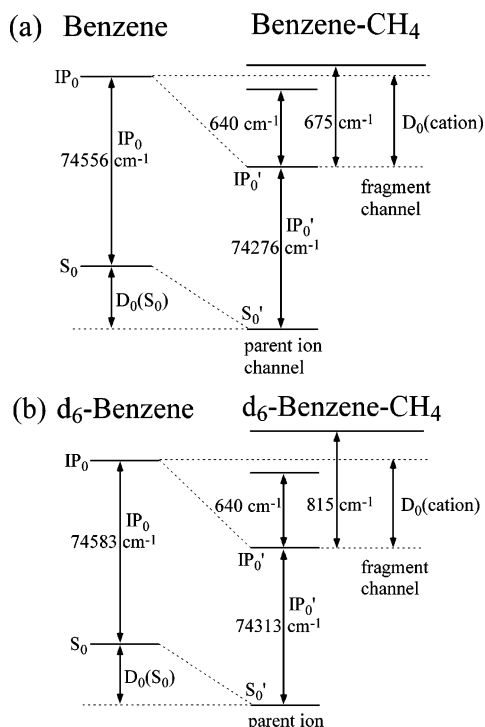 (a) Benzene Benzene-CH₄
IP₀
640 cm⁻¹ 675 cm⁻¹ D₀(cation)
IP₀
74556 cm⁻¹
IP₀'
fragment
channel
IP₀'
74276 cm⁻¹
S₀
D₀(S₀)
S₀'
parent ion
channel
(b) d₆-Benzene d₆-Benzene-CH₄
IP₀
640 cm⁻¹ 815 cm⁻¹ D₀(cation)
IP₀
74583 cm⁻¹
IP₀'
fragment
channel
IP₀'
74313 cm⁻¹
S₀
D₀(S₀)
S₀'
parent ion